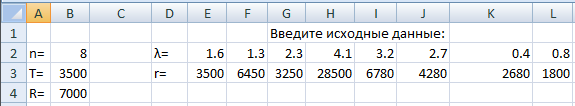 A B C D E F G H I J K L
1 Введите исходные данные:
2 n= 8 λ= 1.6 1.3 2.3 4.1 3.2 2.7 0.4 0.8
3 T= 3500 r= 3500 6450 3250 28500 6780 4280 2680 1800
4 R= 7000